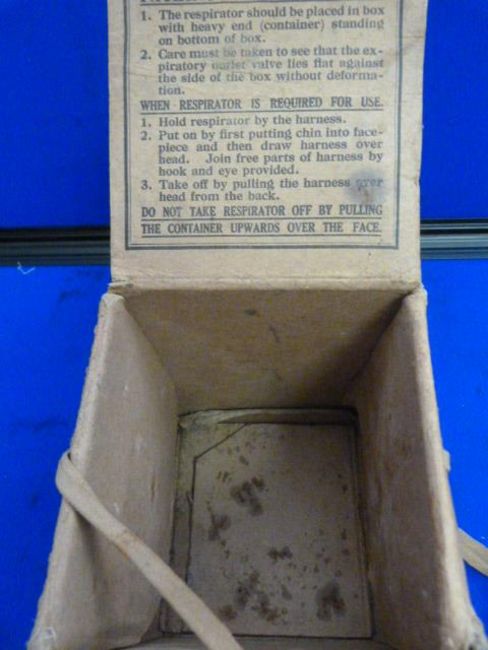 1. The respirator should be placed in box
with heavy end (container) standing
on bottom of box.
2. Care must be taken to see that the ex-
piratory outlet valve lies flat against
the side of the box without deforma-
tion.
WHEN RESPIRATOR IS REQUIRED FOR USE.
1. Hold respirator by the harness.
2. Put on by first putting chin into face-
piece and then draw harness over
head. Join free parts of harness by
hook and eye provided.
3. Take off by pulling the harness over
head from the back.
DO NOT TAKE RESPIRATOR OFF BY PULLING
THE CONTAINER UPWARDS OVER THE FACE.